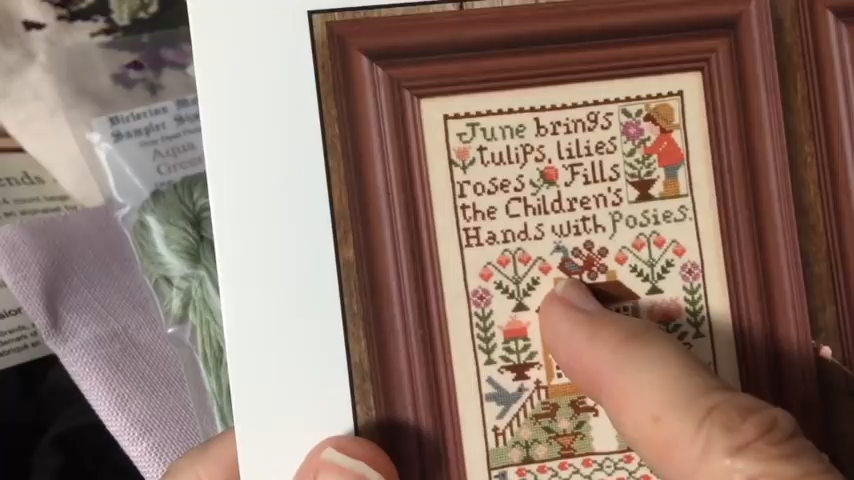 June brings
tulips, lilies
roses Fills
the Children's
Hands with Posies.
Victorian
Sampler
Aqua
Green
ends